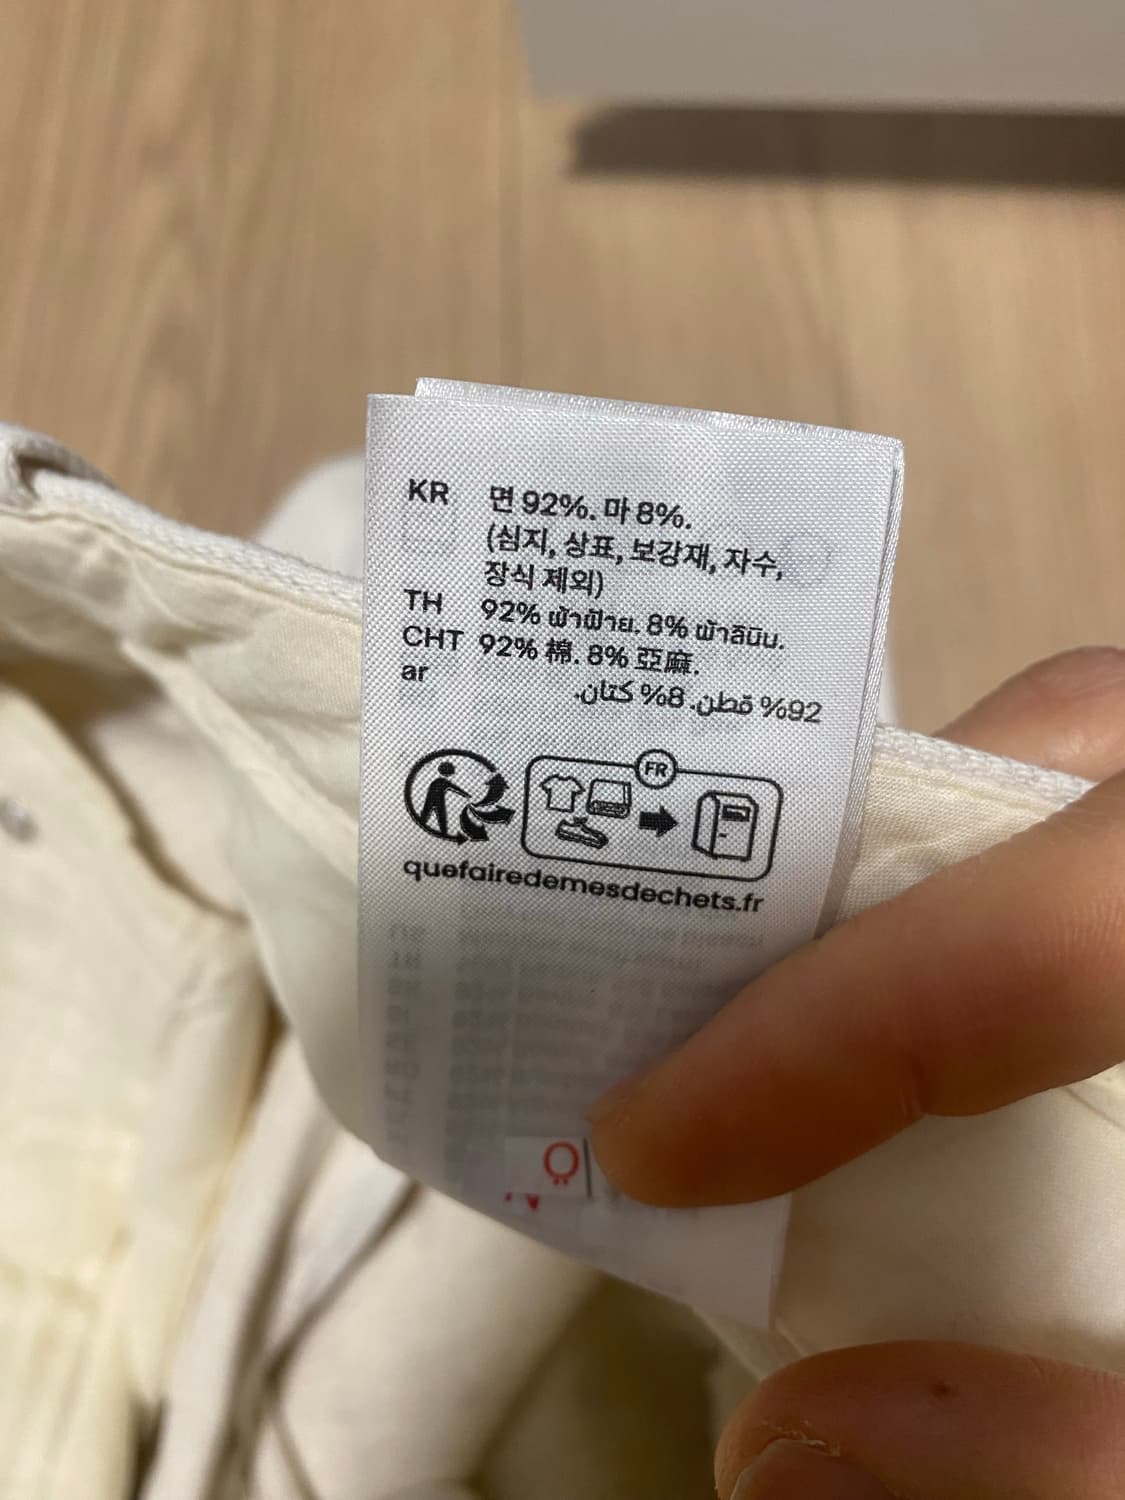 KR 면 92%. 마 8%.
(심지, 상표, 보강재, 자수,
장식 제외)
TH 92% ผ้าฝ้าย. 8% ผ้าลินิน.
CHT 92% 棉. 8% 亞麻.
ar 92% قطن. 8% كتان.
FR
quefairedemesdechets.fr